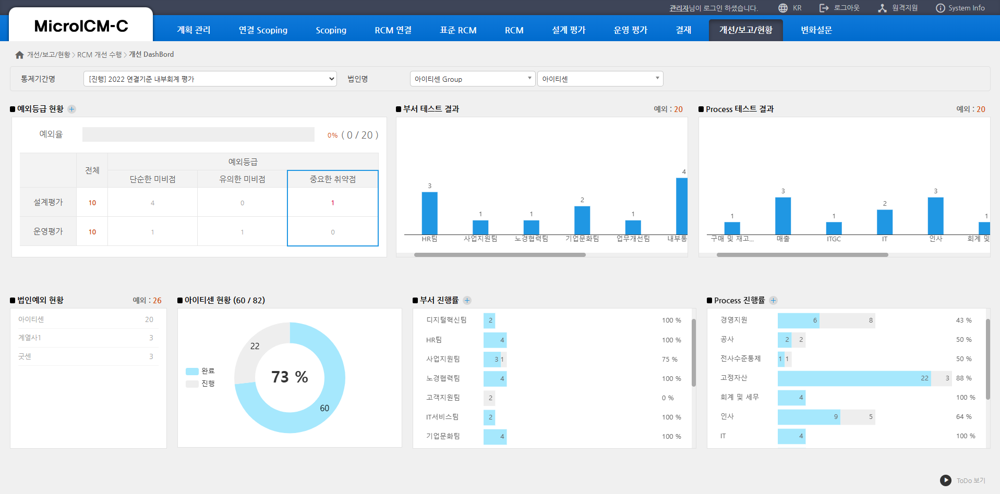 관리자님이 로그인 하셨습니다. KR 로그아웃 원격지원 System Info
MicroICM-C
계획 관리 연결 Scoping Scoping RCM 연결 표준 RCM RCM 설계 평가 운영 평가 결재 개선/보고/현황 변화설문
개선/보고/현황 > RCM 개선 수행 > 개선 DashBord
통제기간명 [진행] 2022 연결기준 내부회계 평가 법인명 아이티센 Group 아이티센
예외등급 현황
예외율 0% ( 0 / 20 )
전체 예외등급
단순한 미비점 유의한 미비점 중요한 취약점
설계평가 10 4 0 1
운영평가 10 1 1 0
부서 테스트 결과 예외 : 20
3 1 1 2 1 4
HR팀 사업지원팀 노경협력팀 기업문화팀 업무개선팀 내부통
Process 테스트 결과 예외 : 20
1 3 1 2 3 1
구매 및 재고... 매출 ITGC IT 인사 회계 및
법인예외 현황 예외 : 26
아이티센 20
계열사1 3
굿센 3
아이티센 현황 (60 / 82)
완료
진행
22
73 %
60
부서 진행률
디지털혁신팀 2 100 %
HR팀 4 100 %
사업지원팀 3 1 75 %
노경협력팀 4 100 %
고객지원팀 2 0 %
IT서비스팀 2 100 %
기업문화팀 4 100 %
Process 진행률
경영지원 6 8 43 %
공사 2 2 50 %
전사수준통제 1 1 50 %
고정자산 22 3 88 %
회계 및 세무 4 100 %
인사 9 5 64 %
IT 4 100 %
ToDo 보기